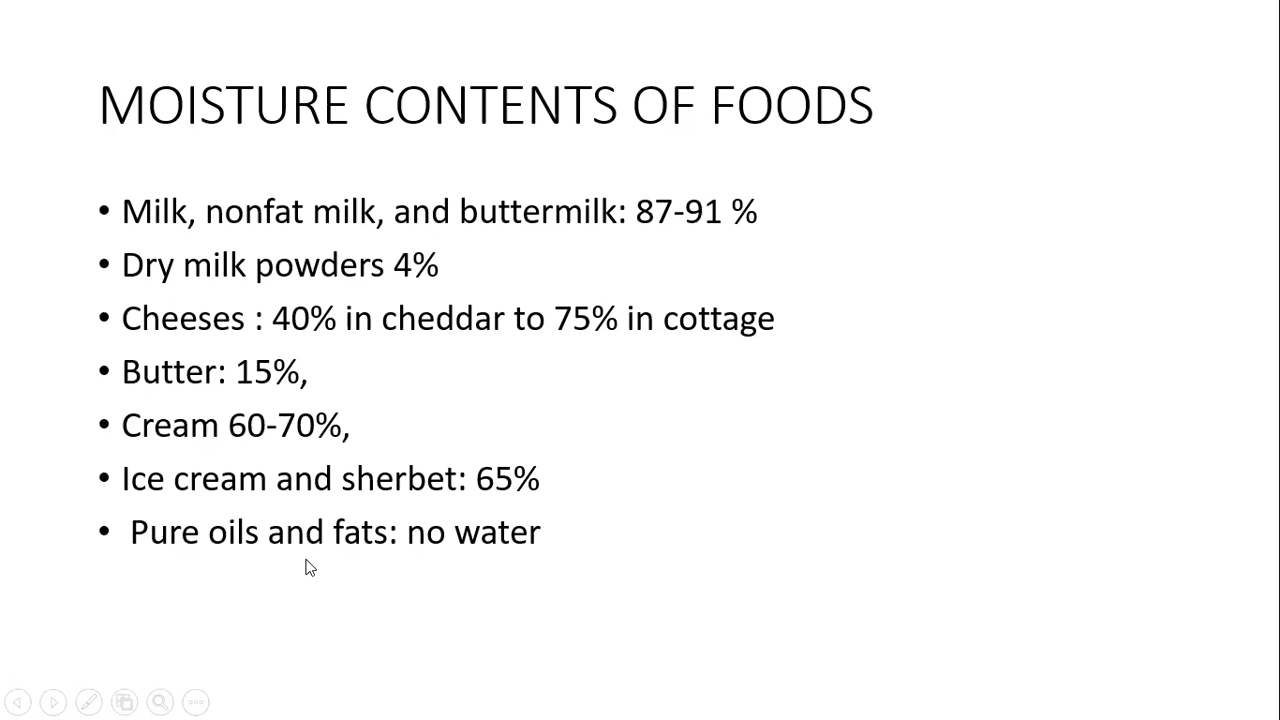 MOISTURE CONTENTS OF FOODS
• Milk, nonfat milk, and buttermilk: 87-91 %
• Dry milk powders 4%
• Cheeses : 40% in cheddar to 75% in cottage
• Butter: 15%,
• Cream 60-70%,
• Ice cream and sherbet: 65%
• Pure oils and fats: no water